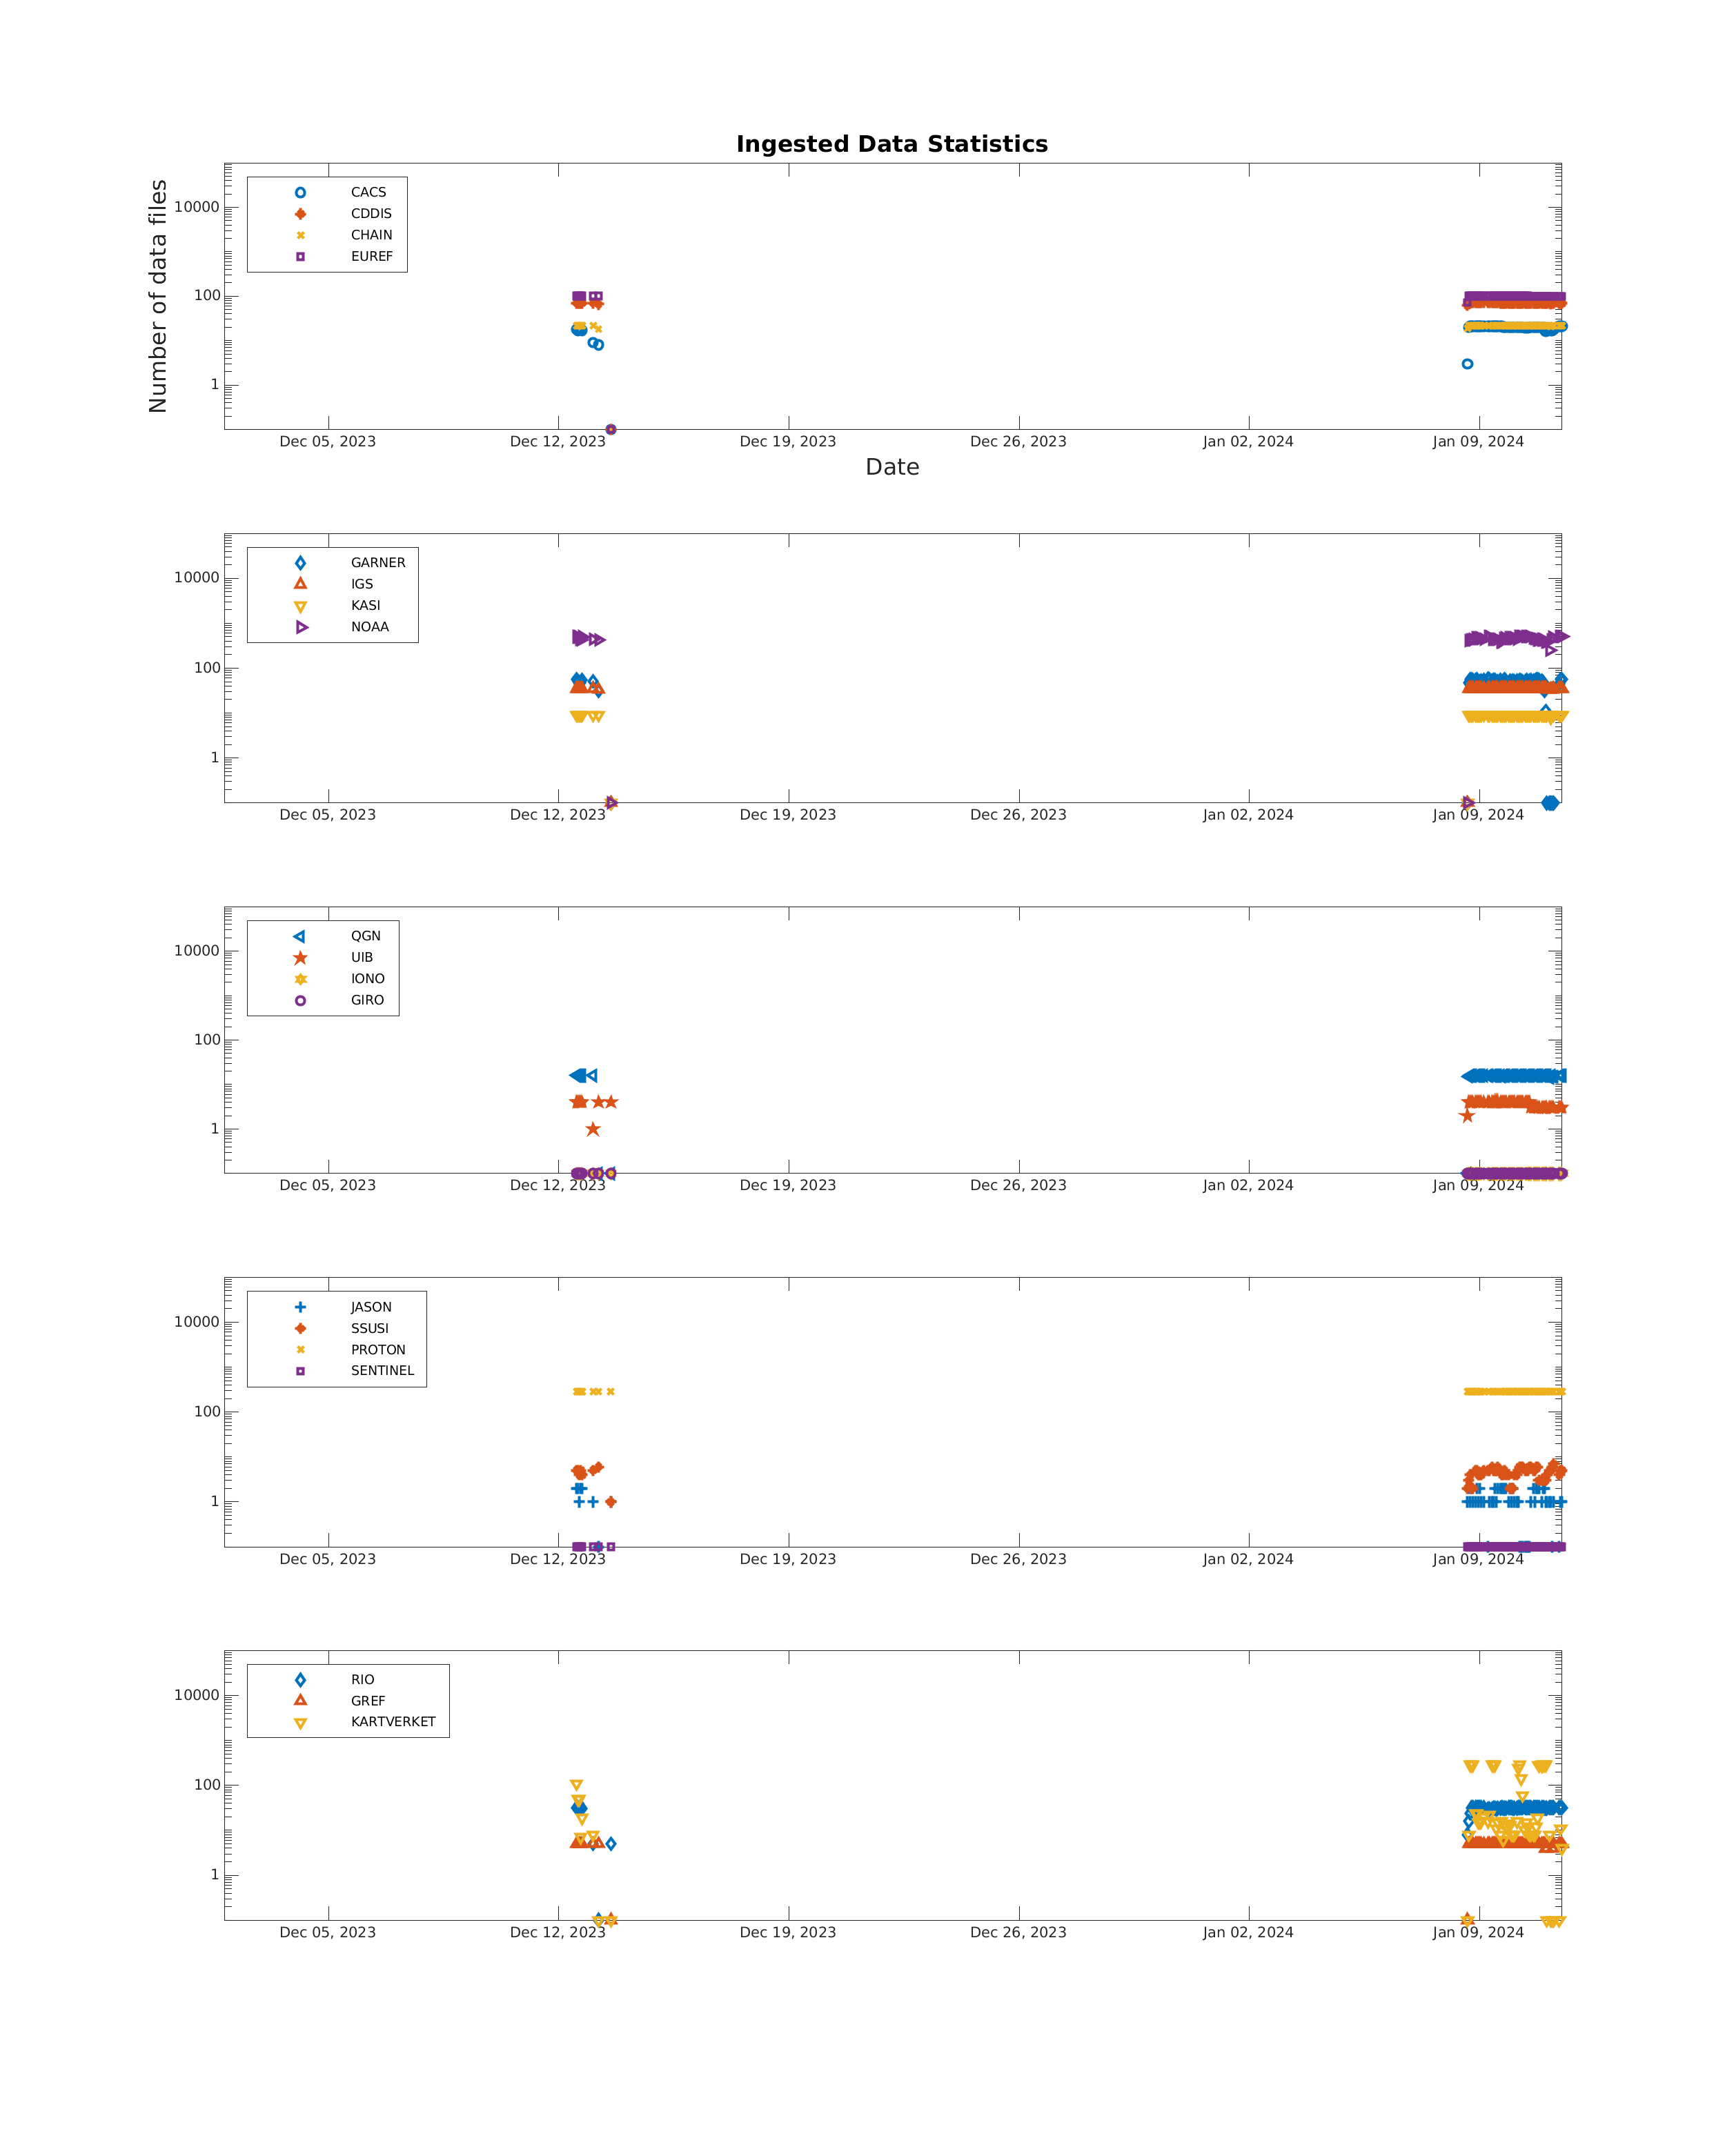 Ingested Data Statistics
Number of data files
10000
100
1
CACS
CDDIS
CHAIN
EUREF
Dec 05, 2023 Dec 12, 2023 Dec 19, 2023 Dec 26, 2023 Jan 02, 2024 Jan 09, 2024
Date
10000
100
1
GARNER
IGS
KASI
NOAA
Dec 05, 2023 Dec 12, 2023 Dec 19, 2023 Dec 26, 2023 Jan 02, 2024 Jan 09, 2024
10000
100
1
QGN
UIB
IONO
GIRO
Dec 05, 2023 Dec 12, 2023 Dec 19, 2023 Dec 26, 2023 Jan 02, 2024 Jan 09, 2024
10000
100
1
JASON
SSUSI
PROTON
SENTINEL
Dec 05, 2023 Dec 12, 2023 Dec 19, 2023 Dec 26, 2023 Jan 02, 2024 Jan 09, 2024
10000
100
1
RIO
GREF
KARTVERKET
Dec 05, 2023 Dec 12, 2023 Dec 19, 2023 Dec 26, 2023 Jan 02, 2024 Jan 09, 2024